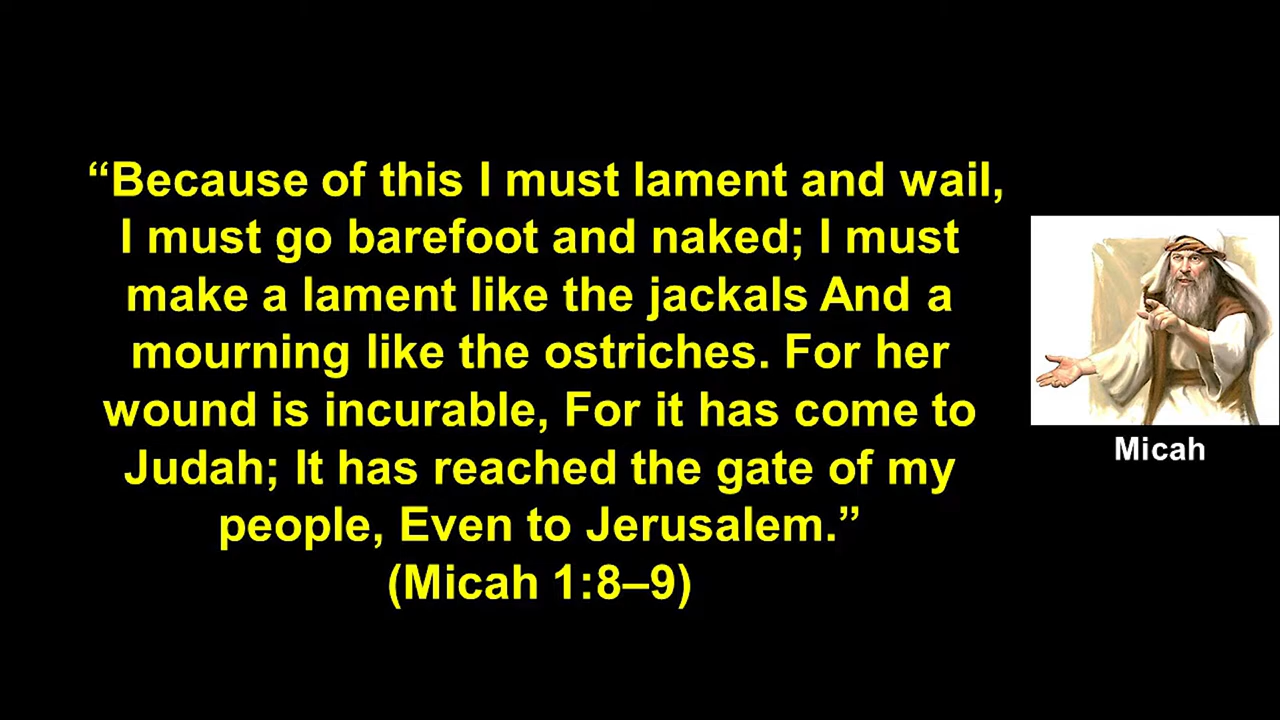 “Because of this I must lament and wail,
I must go barefoot and naked; I must
make a lament like the jackals And a
mourning like the ostriches. For her
wound is incurable, For it has come to
Judah; It has reached the gate of my
people, Even to Jerusalem.”
(Micah 1:8–9)
Micah